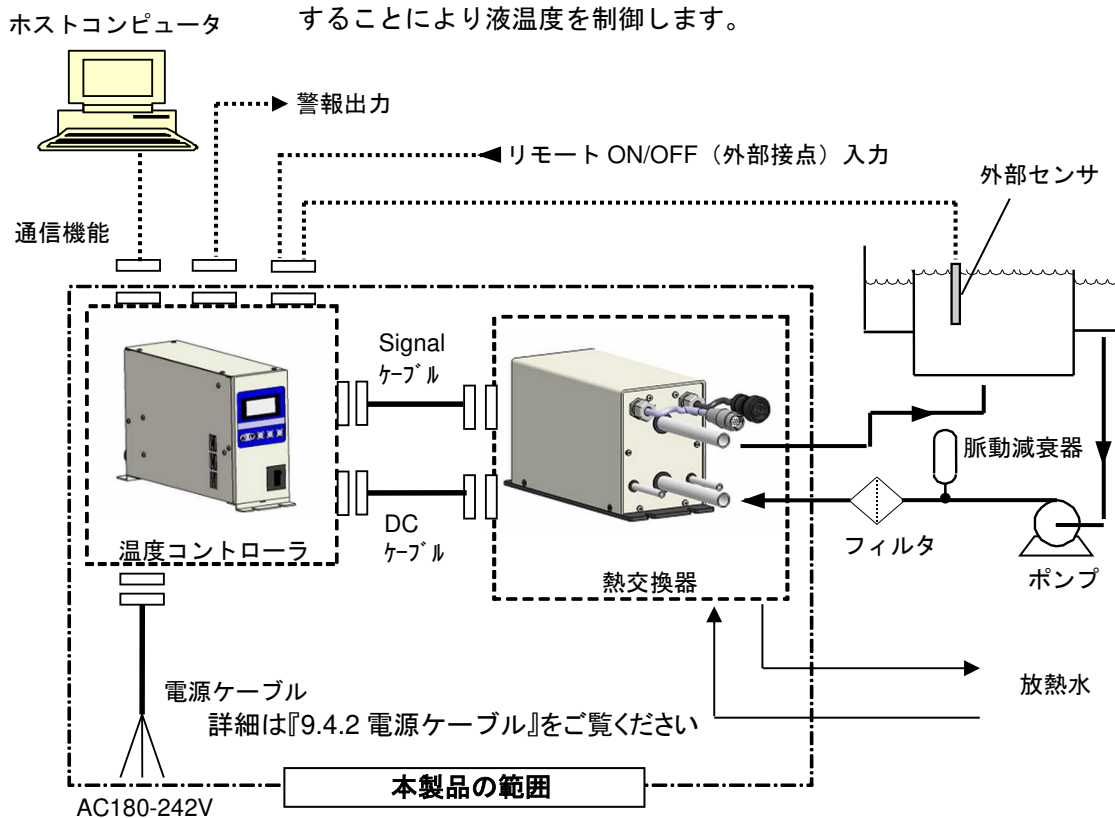 することにより液温度を制御します。
ホストコンピュータ
警報出力
リモート ON/OFF（外部接点）入力
外部センサ
通信機能
Signal
ｹｰﾌﾞﾙ
脈動減衰器
DC
ｹｰﾌﾞﾙ
温度コントローラ
フィルタ
ポンプ
熱交換器
放熱水
電源ケーブル
詳細は『9.4.2 電源ケーブル』をご覧ください
本製品の範囲
AC180-242V